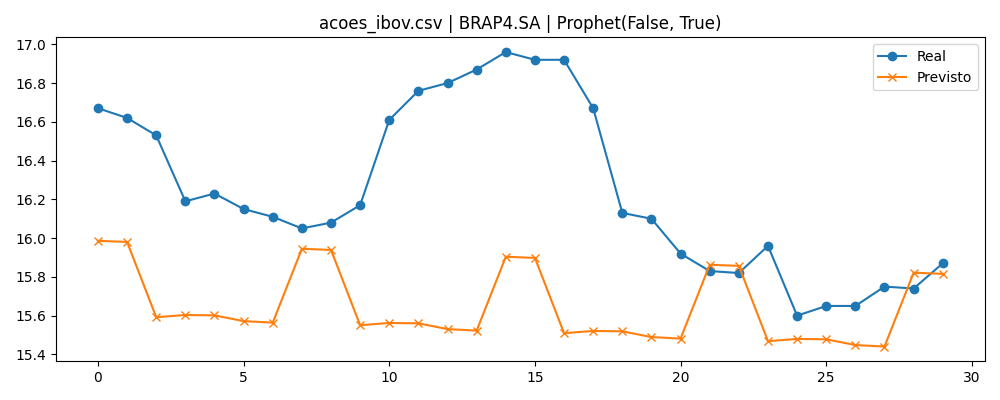 acoes_ibov.csv | BRAP4.SA | Prophet(False, True)
Real
Previsto
17.0
16.8
16.6
16.4
16.2
16.0
15.8
15.6
15.4
0 5 10 15 20 25 30